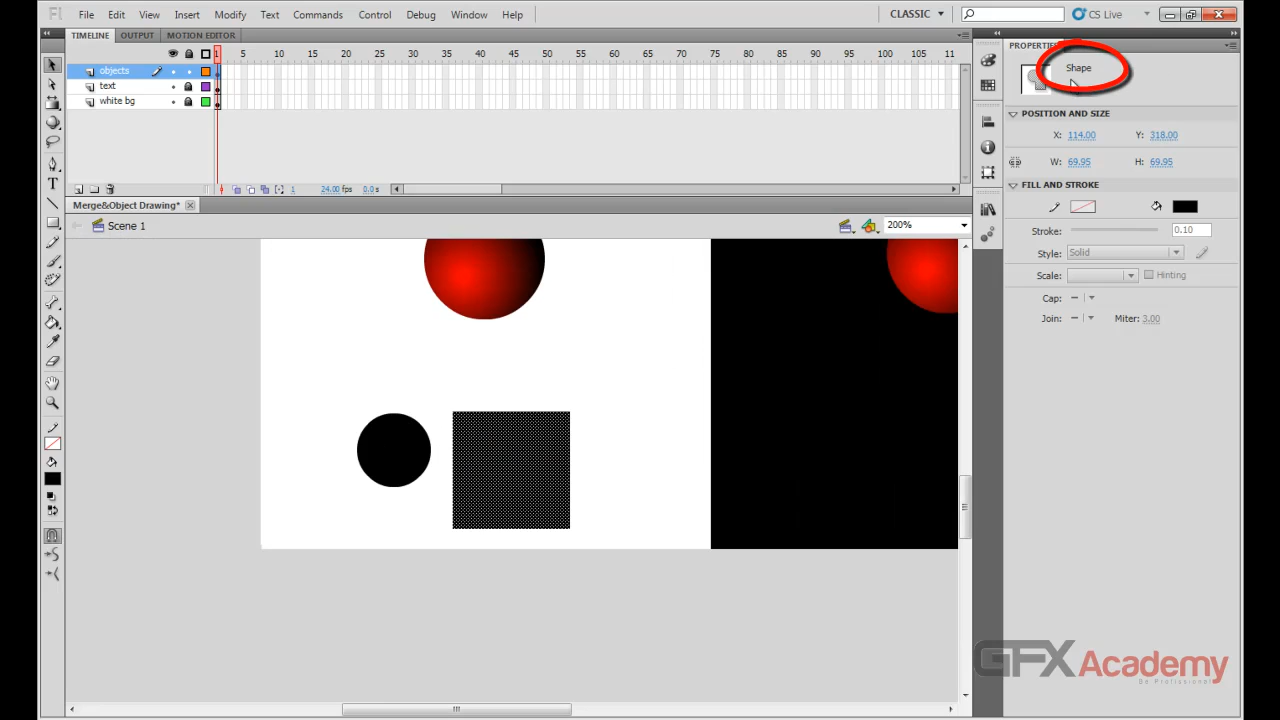 Fl File Edit View Insert Modify Text Commands Control Debug Window Help CLASSIC CS Live
TIMELINE OUTPUT MOTION EDITOR
1 5 10 15 20 25 30 35 40 45 50 55 60 65 70 75 80 85 90 95 100 105 11
objects
text
white bg
1 24.00 fps 0.0 s
Merge&Object Drawing*
Scene 1
200%
T
PROPERTIES
Shape
POSITION AND SIZE
X: 114.00 Y: 318.00
W: 69.95 H: 69.95
FILL AND STROKE
Stroke: 0.10
Style: Solid
Scale: Hinting
Cap:
Join: Miter: 3.00
GFX Academy
Be Profissional